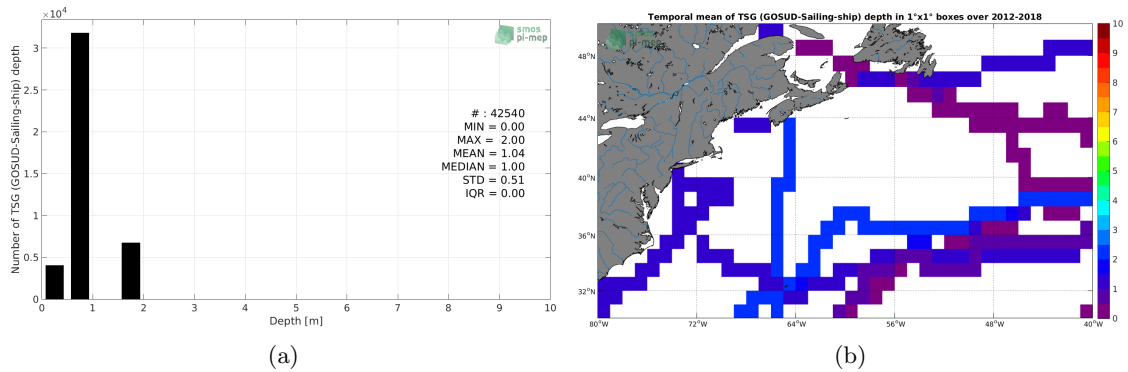 ×10⁴
3
2.5
2
1.5
1
0.5
0
Number of TSG (GOSUD-Sailing-ship) depth
smos
pi-mep
# : 42540
MIN = 0.00
MAX = 2.00
MEAN = 1.04
MEDIAN = 1.00
STD = 0.51
IQR = 0.00
0 1 2 3 4 5 6 7 8 9 10
Depth [m]
(a)
Temporal mean of TSG (GOSUD-Sailing-ship) depth in 1°x1° boxes over 2012-2018
smos
pi-mep
48°N
44°N
40°N
36°N
32°N
80°W 72°W 64°W 56°W 48°W 40°W
10
9
8
7
6
5
4
3
2
1
0
(b)